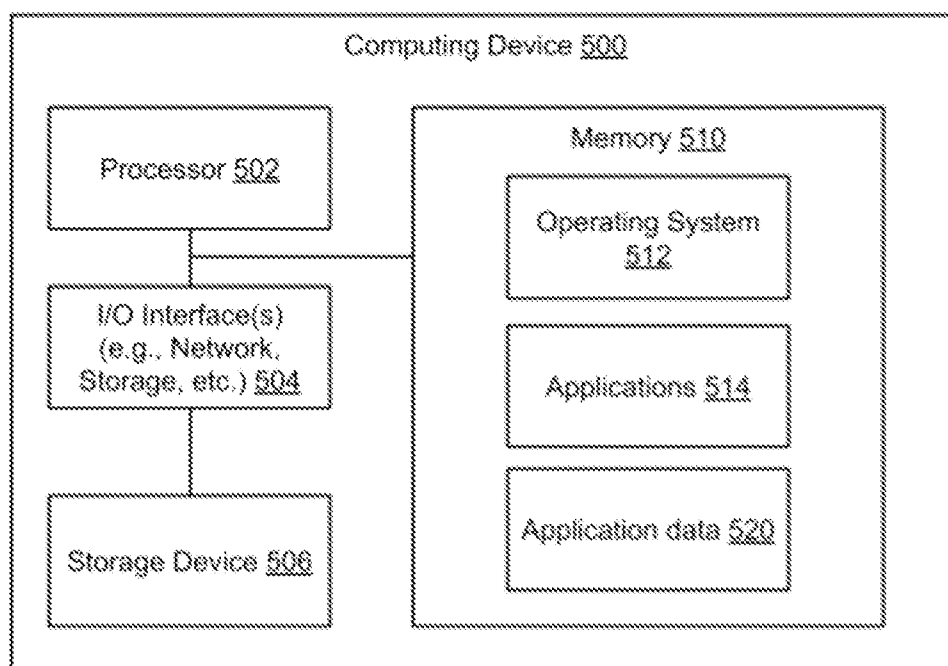 Computing Device 500
Processor 502
I/O Interface(s)
(e.g., Network,
Storage, etc.) 504
Storage Device 506
Memory 510
Operating System
512
Applications 514
Application data 520